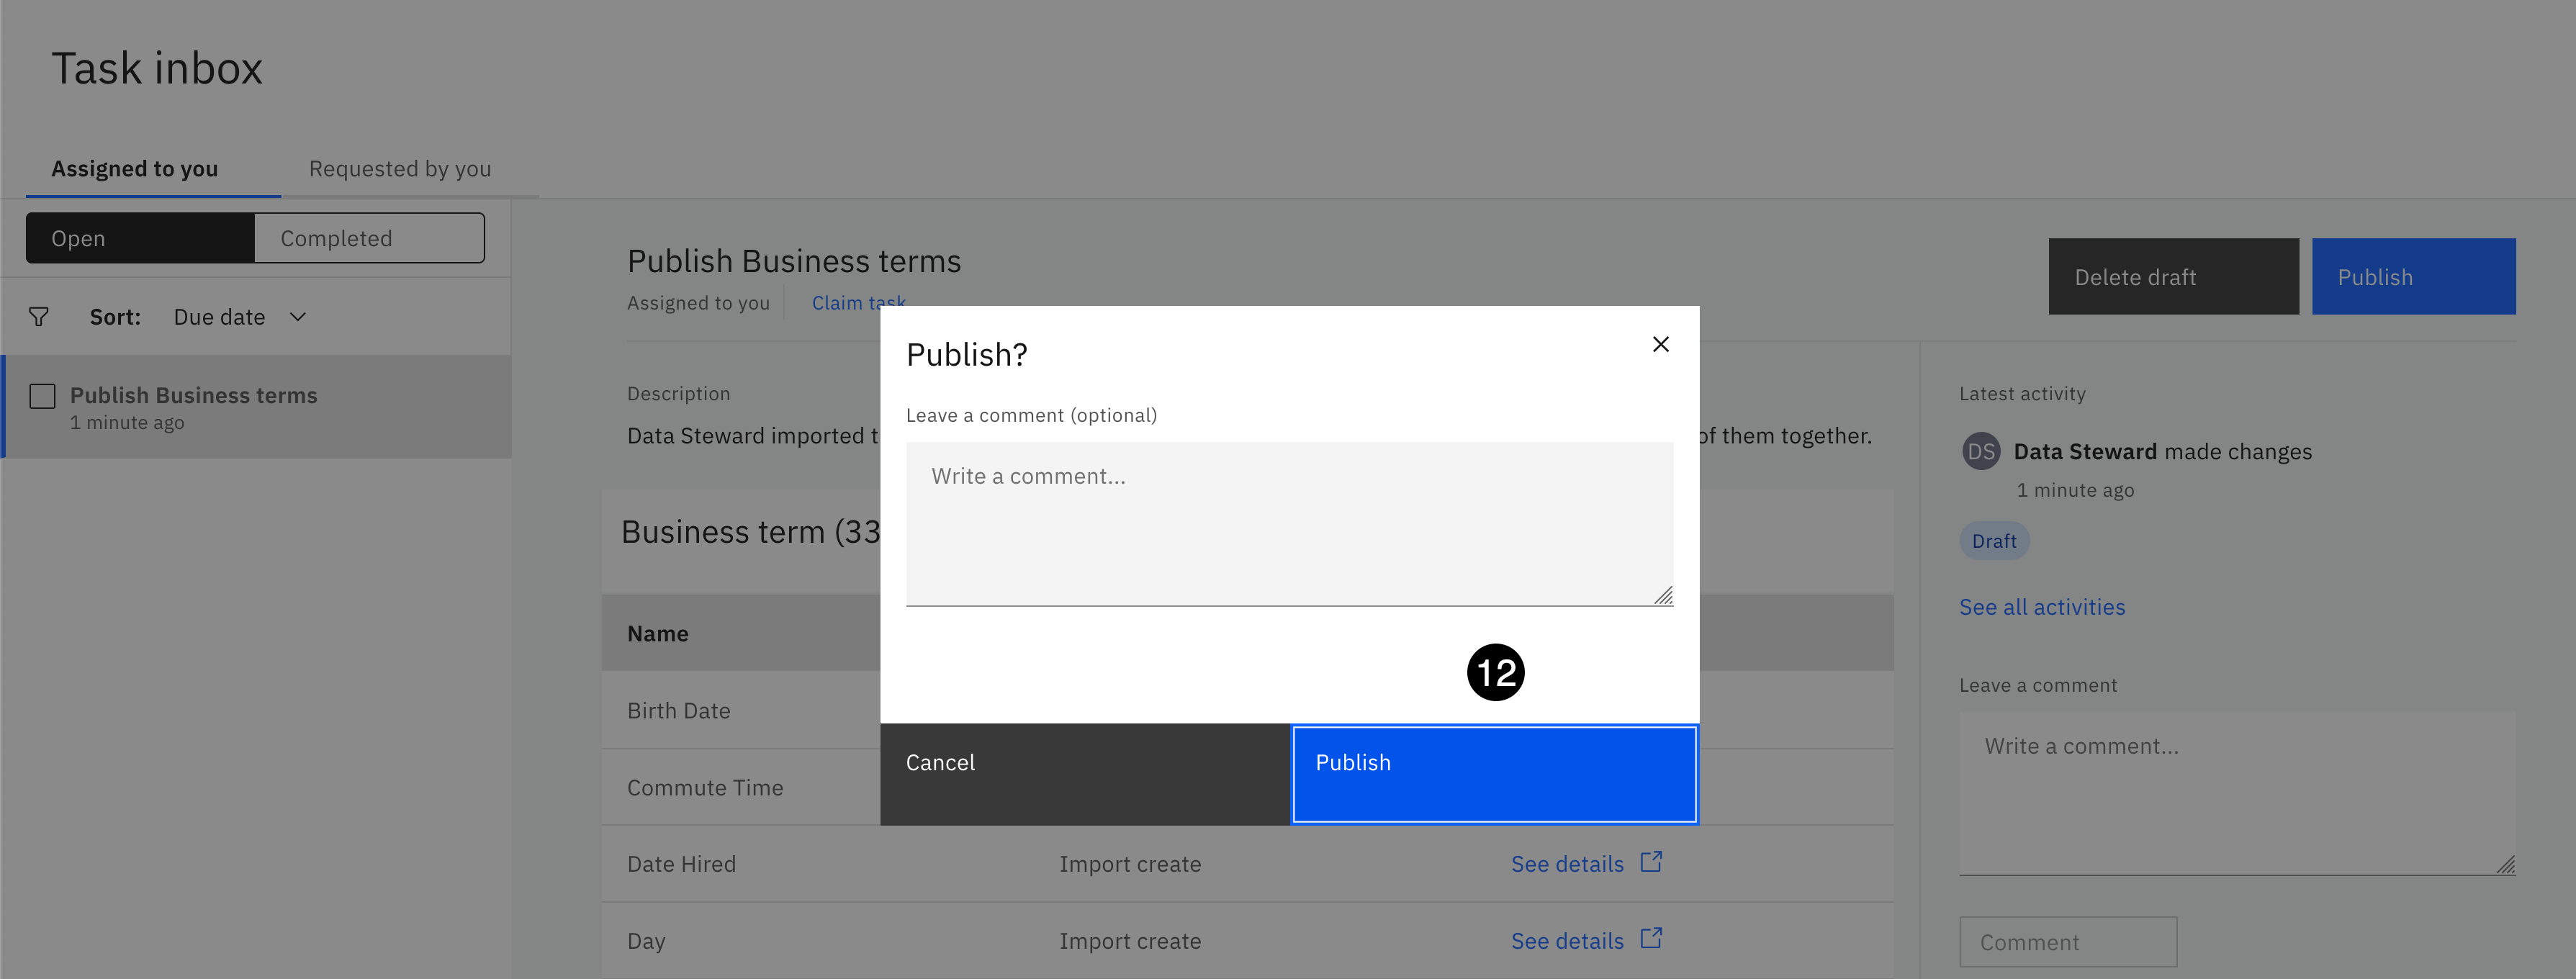 Task inbox
Assigned to you
Requested by you
Open
Completed
Sort: Due date
Publish Business terms
1 minute ago
Publish Business terms
Assigned to you
Claim task
Delete draft
Publish
Description
Data Steward imported t
of them together.
Business term (33
Name
Birth Date
Commute Time
Date Hired
Import create
See details
Day
Import create
See details
Publish?
Leave a comment (optional)
Write a comment...
12
Cancel
Publish
Latest activity
DS
Data Steward made changes
1 minute ago
Draft
See all activities
Leave a comment
Write a comment...
Comment